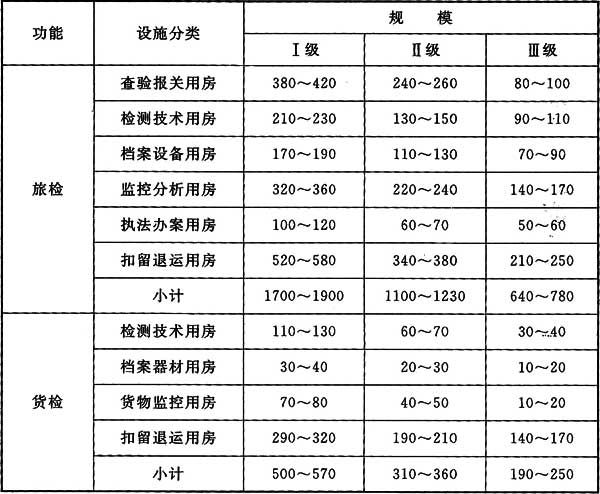 功能 设施分类 规 模
Ⅰ级 Ⅱ级 Ⅲ级
旅检
查验报关用房 380～420 240～260 80～100
检测技术用房 210～230 130～150 90～110
档案设备用房 170～190 110～130 70～90
监控分析用房 320～360 220～240 140～170
执法办案用房 100～120 60～70 50～60
扣留退运用房 520～580 340～380 210～250
小计 1700～1900 1100～1230 640～780
货检
检测技术用房 110～130 60～70 30～40
档案器材用房 30～40 20～30 10～20
货物监控用房 70～80 40～50 10～20
扣留退运用房 290～320 190～210 140～170
小计 500～570 310～360 190～250